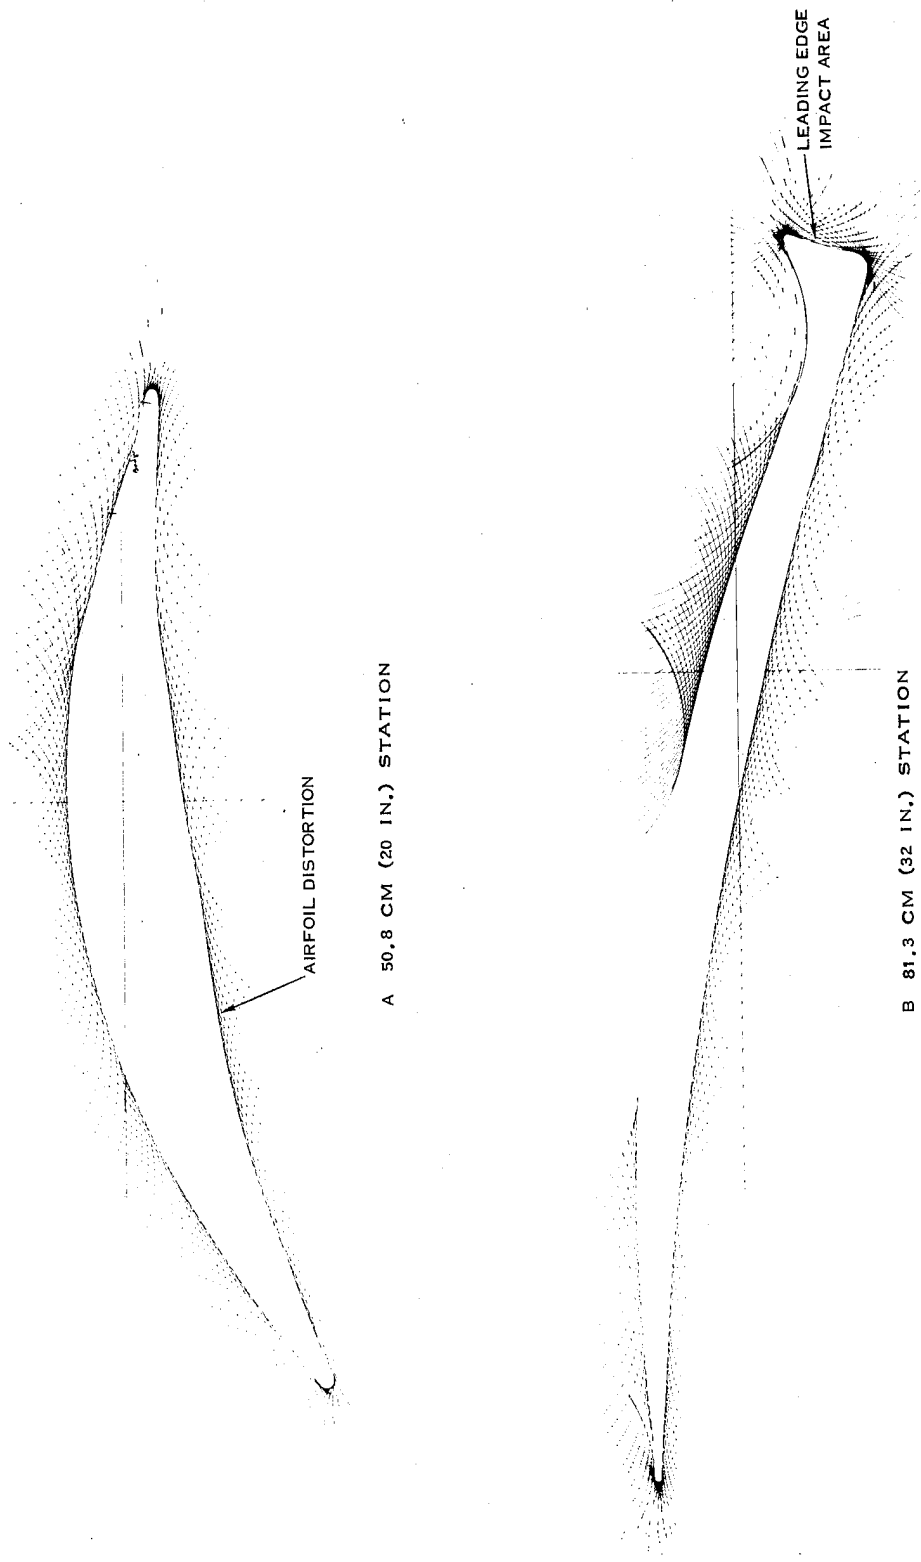 AIRFOIL DISTORTION
A 50.8 CM (20 IN.) STATION
LEADING EDGE
IMPACT AREA
B 81.3 CM (32 IN.) STATION